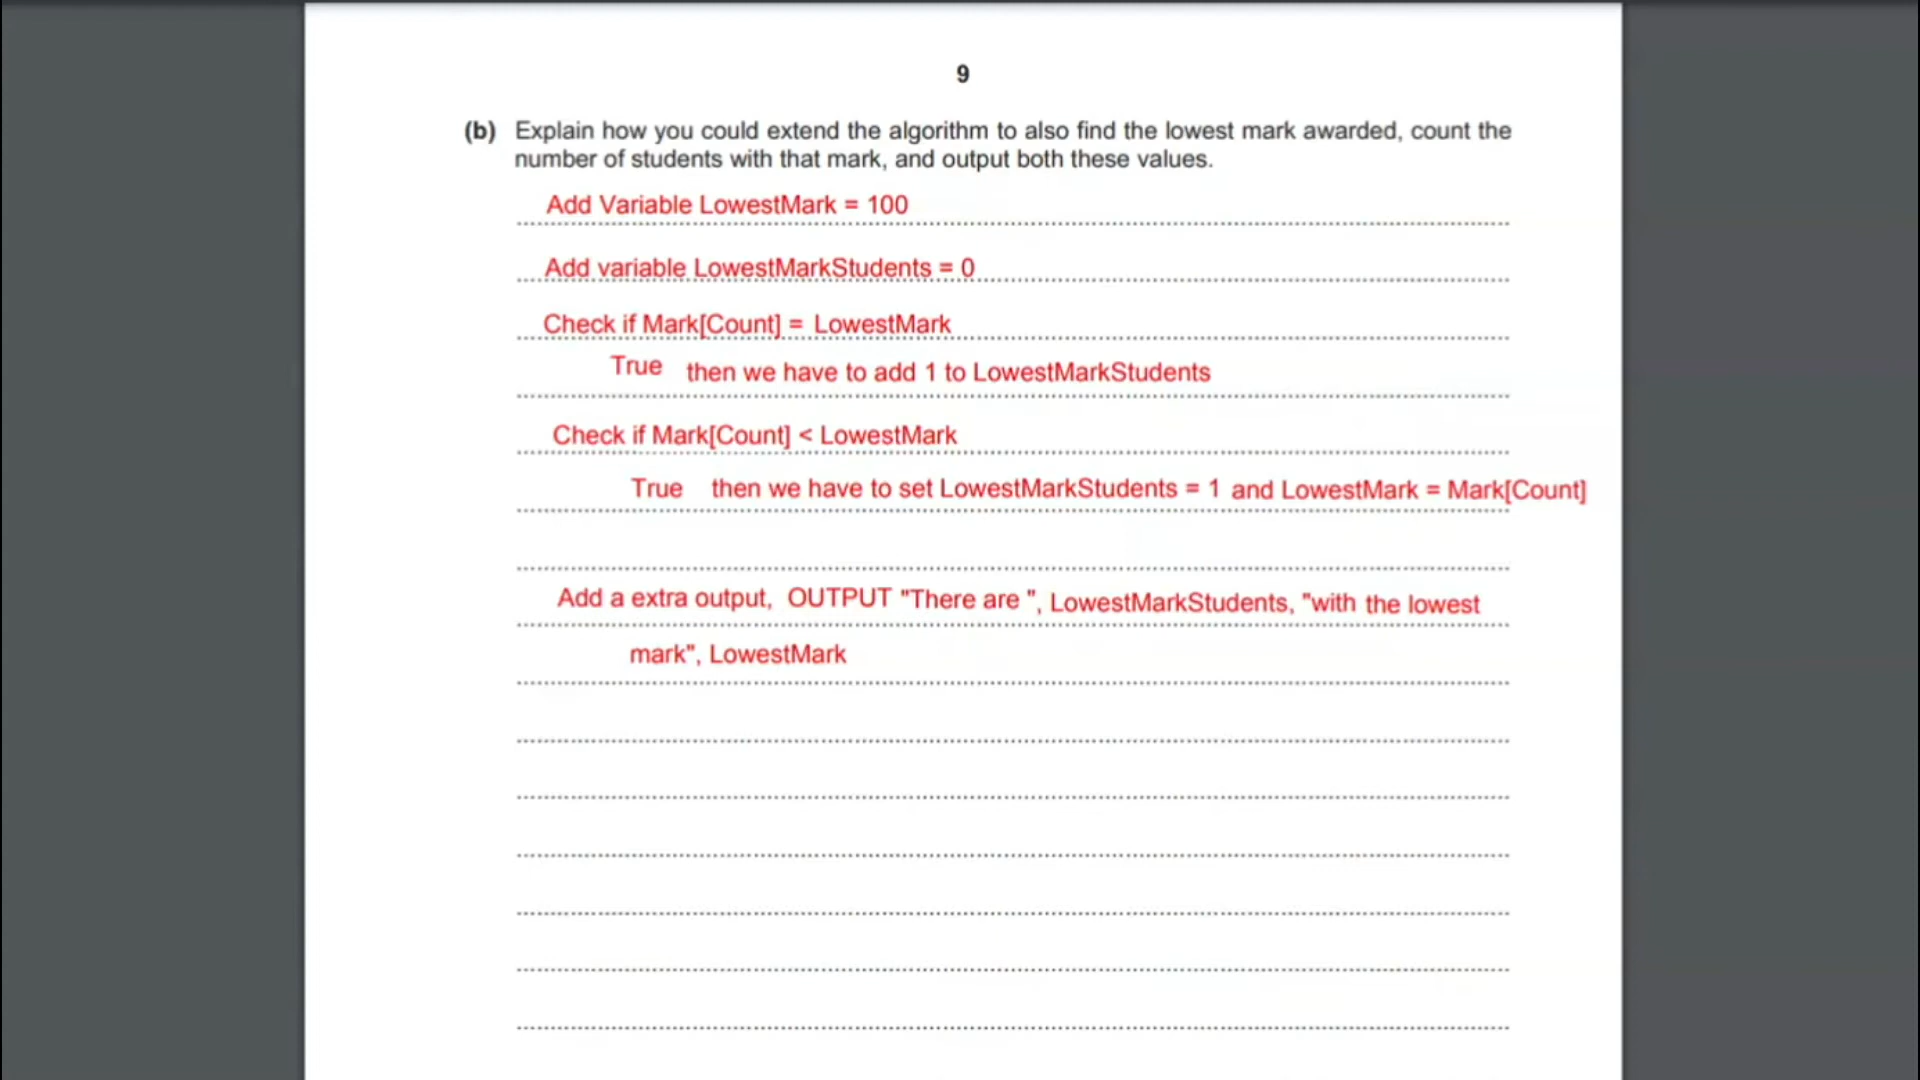 9
(b) Explain how you could extend the algorithm to also find the lowest mark awarded, count the
number of students with that mark, and output both these values.
Add Variable LowestMark = 100
Add variable LowestMarkStudents = 0
Check if Mark[Count] = LowestMark
True then we have to add 1 to LowestMarkStudents
Check if Mark[Count] < LowestMark
True then we have to set LowestMarkStudents = 1 and LowestMark = Mark[Count]
Add a extra output, OUTPUT "There are ", LowestMarkStudents, "with the lowest
mark", LowestMark